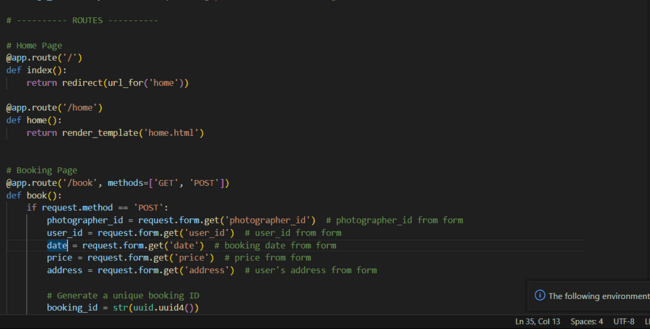 # ---------- ROUTES ----------
# Home Page
@app.route('/')
def index():
    return redirect(url_for('home'))
@app.route('/home')
def home():
    return render_template('home.html')
# Booking Page
@app.route('/book', methods=['GET', 'POST'])
def book():
    if request.method == 'POST':
        photographer_id = request.form.get('photographer_id')  # photographer_id from form
        user_id = request.form.get('user_id')  # user_id from form
        date = request.form.get('date')  # booking date from form
        price = request.form.get('price')  # price from form
        address = request.form.get('address')  # user's address from form
        # Generate a unique booking ID
        booking_id = str(uuid.uuid4())
The following environment
Ln 35, Col 13 Spaces: 4 UTF-8